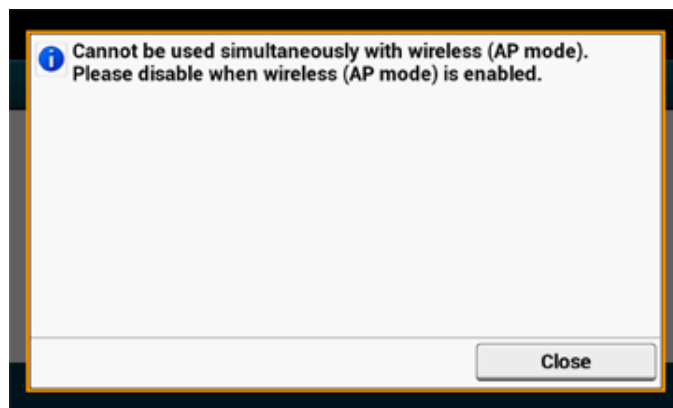 Cannot be used simultaneously with wireless (AP mode).
Please disable when wireless (AP mode) is enabled.
Close